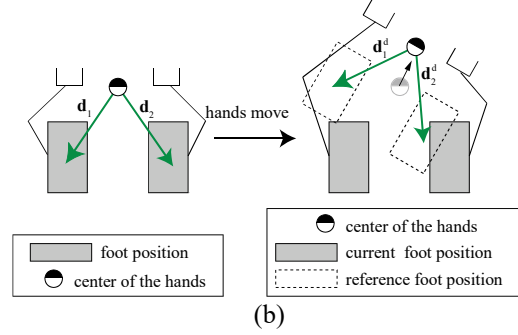 d₁
d₂
hands move
d₁ᵈ
d₂ᵈ
foot position
center of the hands
center of the hands
current foot position
reference foot position
(b)